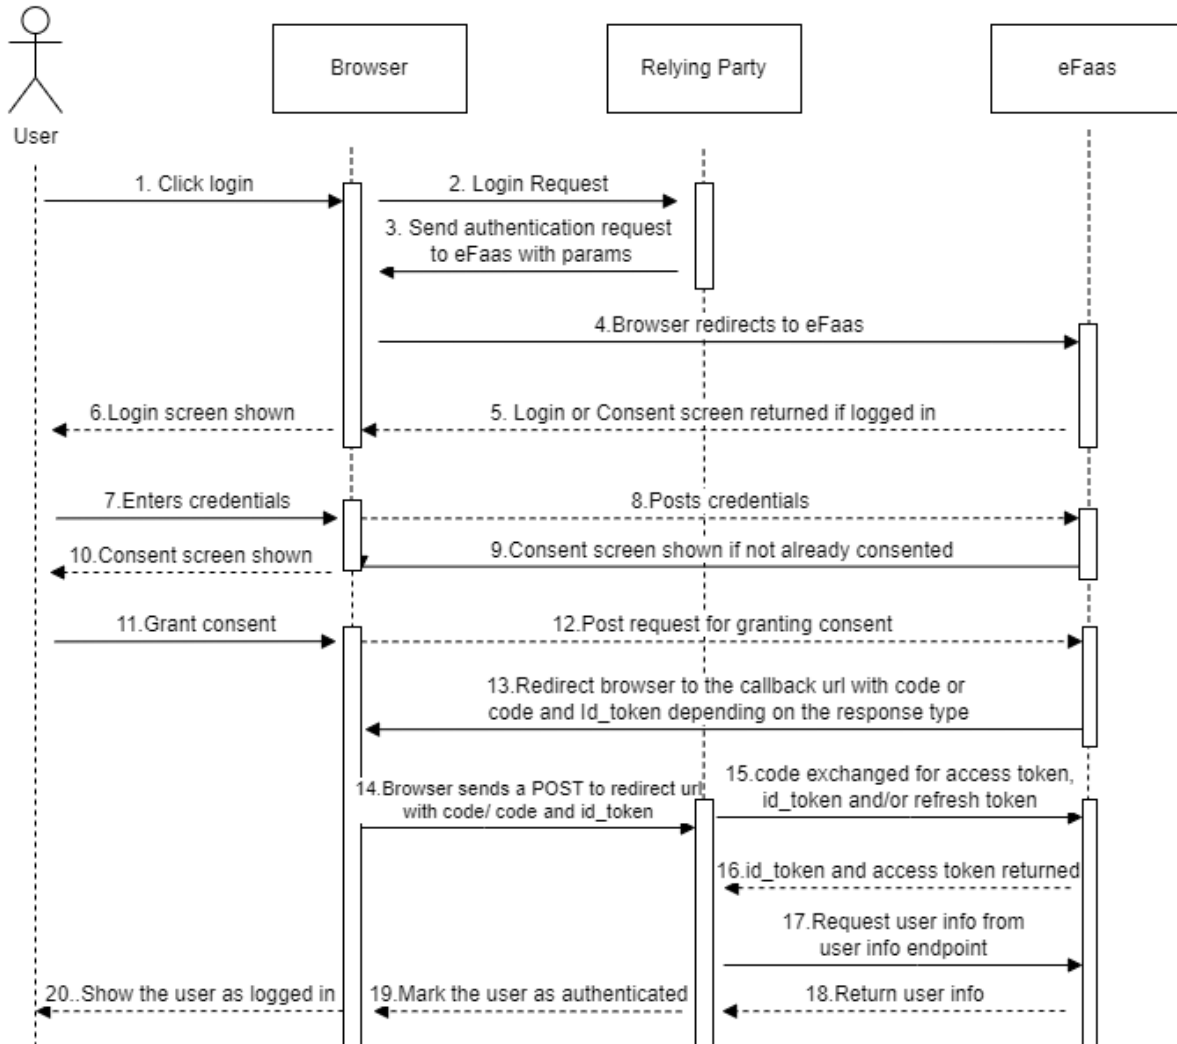 Browser
Relying Party
eFaas
User
1. Click login
2. Login Request
3. Send authentication request
to eFaas with params
4.Browser redirects to eFaas
5. Login or Consent screen returned if logged in
6.Login screen shown
7.Enters credentials
8.Posts credentials
9.Consent screen shown if not already consented
10.Consent screen shown
11.Grant consent
12.Post request for granting consent
13.Redirect browser to the callback url with code or
code and Id_token depending on the response type
14.Browser sends a POST to redirect url
with code/ code and id_token
15.code exchanged for access token,
id_token and/or refresh token
16.id_token and access token returned
17.Request user info from
user info endpoint
18.Return user info
19.Mark the user as authenticated
20..Show the user as logged in